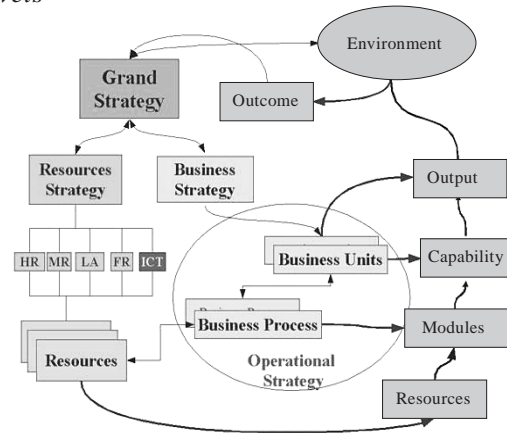 Environment
Grand
Strategy
Outcome
Resources
Strategy
Business
Strategy
Output
HR
MR
LA
FR
ICT
Business Units
Capability
Business Process
Modules
Resources
Operational
Strategy
Resources